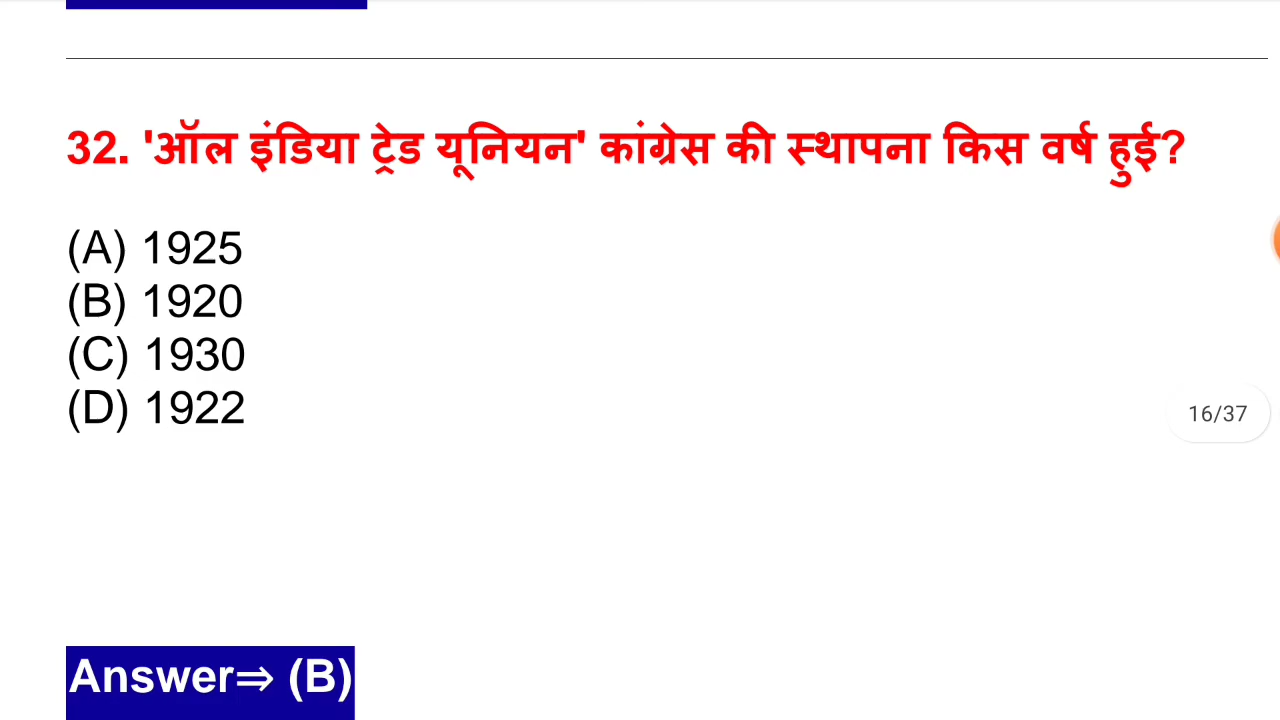 32. 'ऑल इंडिया ट्रेड यूनियन' कांग्रेस की स्थापना किस वर्ष हुई?
(A) 1925
(B) 1920
(C) 1930
(D) 1922
16/37
Answer⇒ (B)